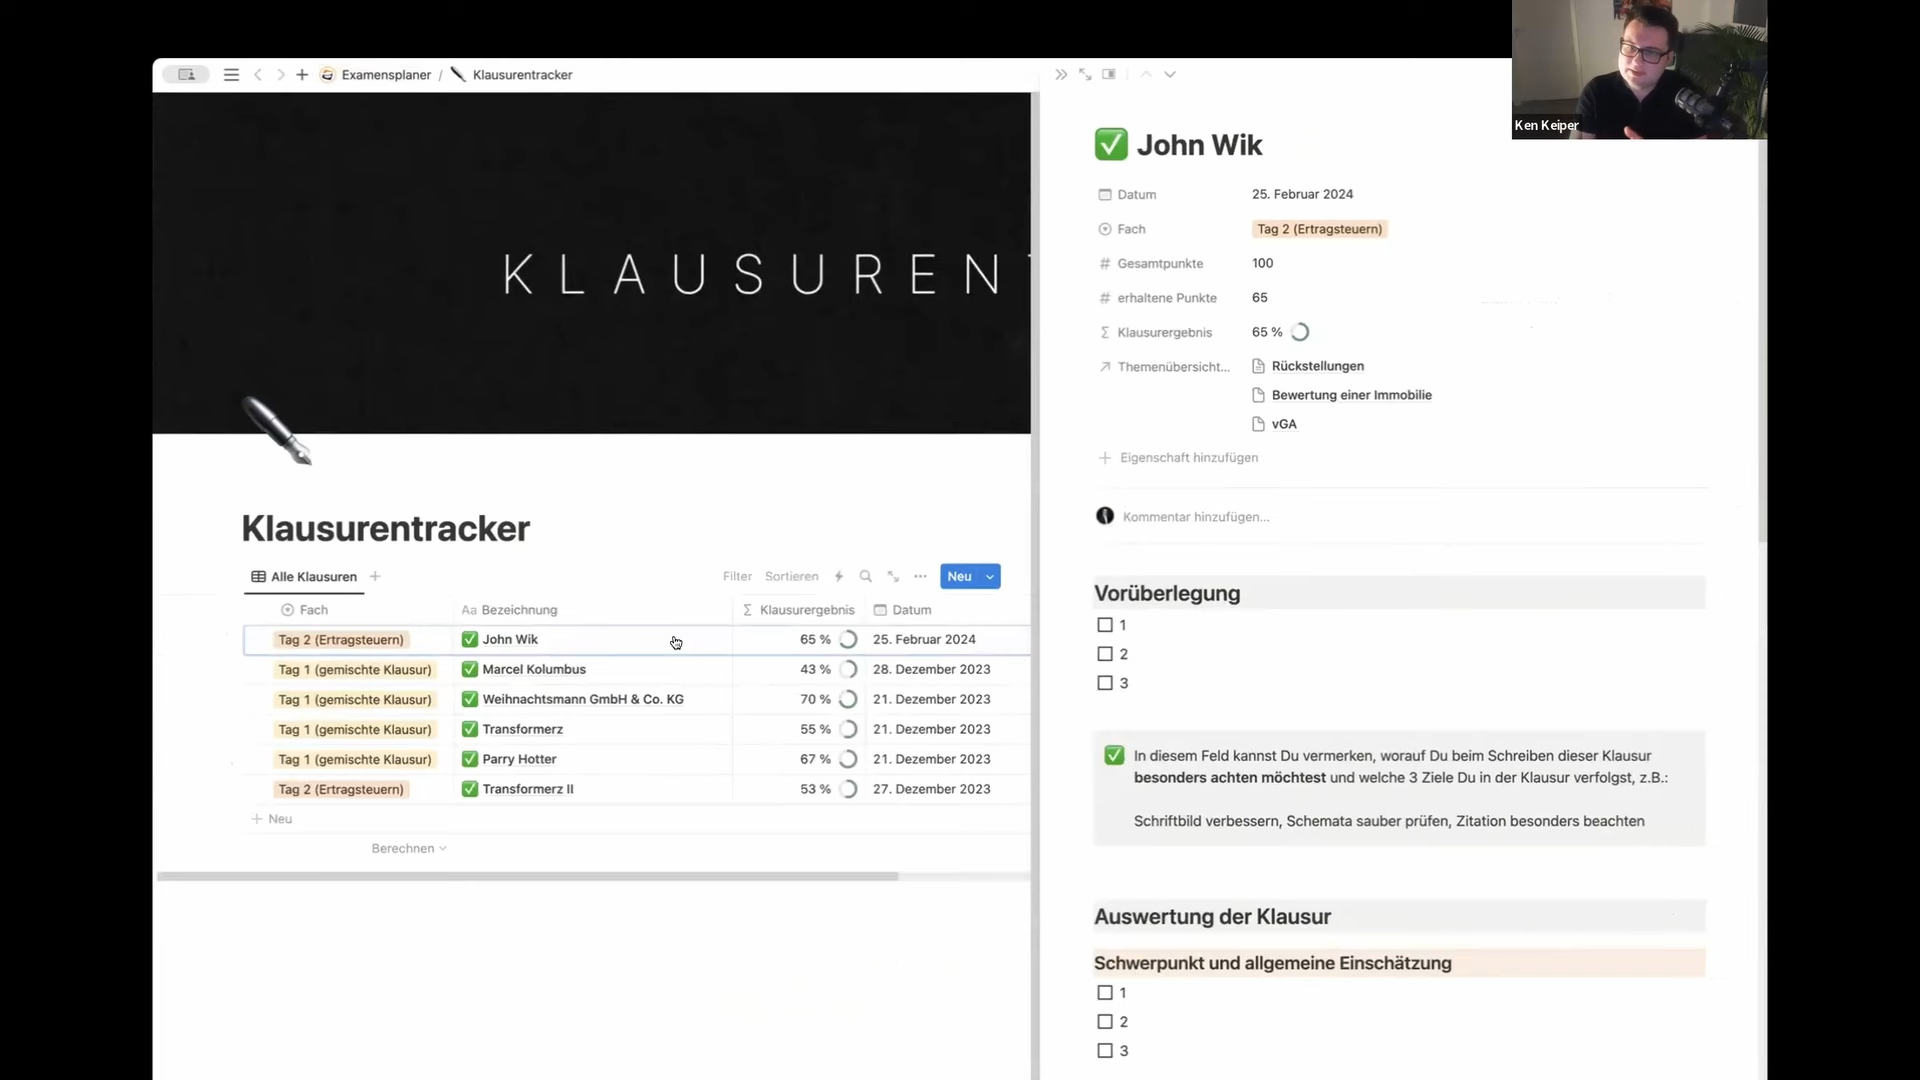 Examensplaner / Klausurentracker
KLAUSUREN
Klausurentracker
Alle Klausuren
Filter Sortieren Neu
Fach Aa Bezeichnung Σ Klausurergebnis Datum
Tag 2 (Ertragsteuern) John Wik 65 % 25. Februar 2024
Tag 1 (gemischte Klausur) Marcel Kolumbus 43 % 28. Dezember 2023
Tag 1 (gemischte Klausur) Weihnachtsmann GmbH & Co. KG 70 % 21. Dezember 2023
Tag 1 (gemischte Klausur) Transformerz 55 % 21. Dezember 2023
Tag 1 (gemischte Klausur) Parry Hotter 67 % 21. Dezember 2023
Tag 2 (Ertragsteuern) Transformerz II 53 % 27. Dezember 2023
+ Neu
Berechnen
Ken Keiper
John Wik
Datum 25. Februar 2024
Fach Tag 2 (Ertragsteuern)
# Gesamtpunkte 100
# erhaltene Punkte 65
Σ Klausurergebnis 65 %
Themenübersicht... Rückstellungen
Bewertung einer Immobilie
vGA
+ Eigenschaft hinzufügen
Kommentar hinzufügen...
Vorüberlegung
1
2
3
In diesem Feld kannst Du vermerken, worauf Du beim Schreiben dieser Klausur
besonders achten möchtest und welche 3 Ziele Du in der Klausur verfolgst, z.B.:
Schriftbild verbessern, Schemata sauber prüfen, Zitation besonders beachten
Auswertung der Klausur
Schwerpunkt und allgemeine Einschätzung
1
2
3